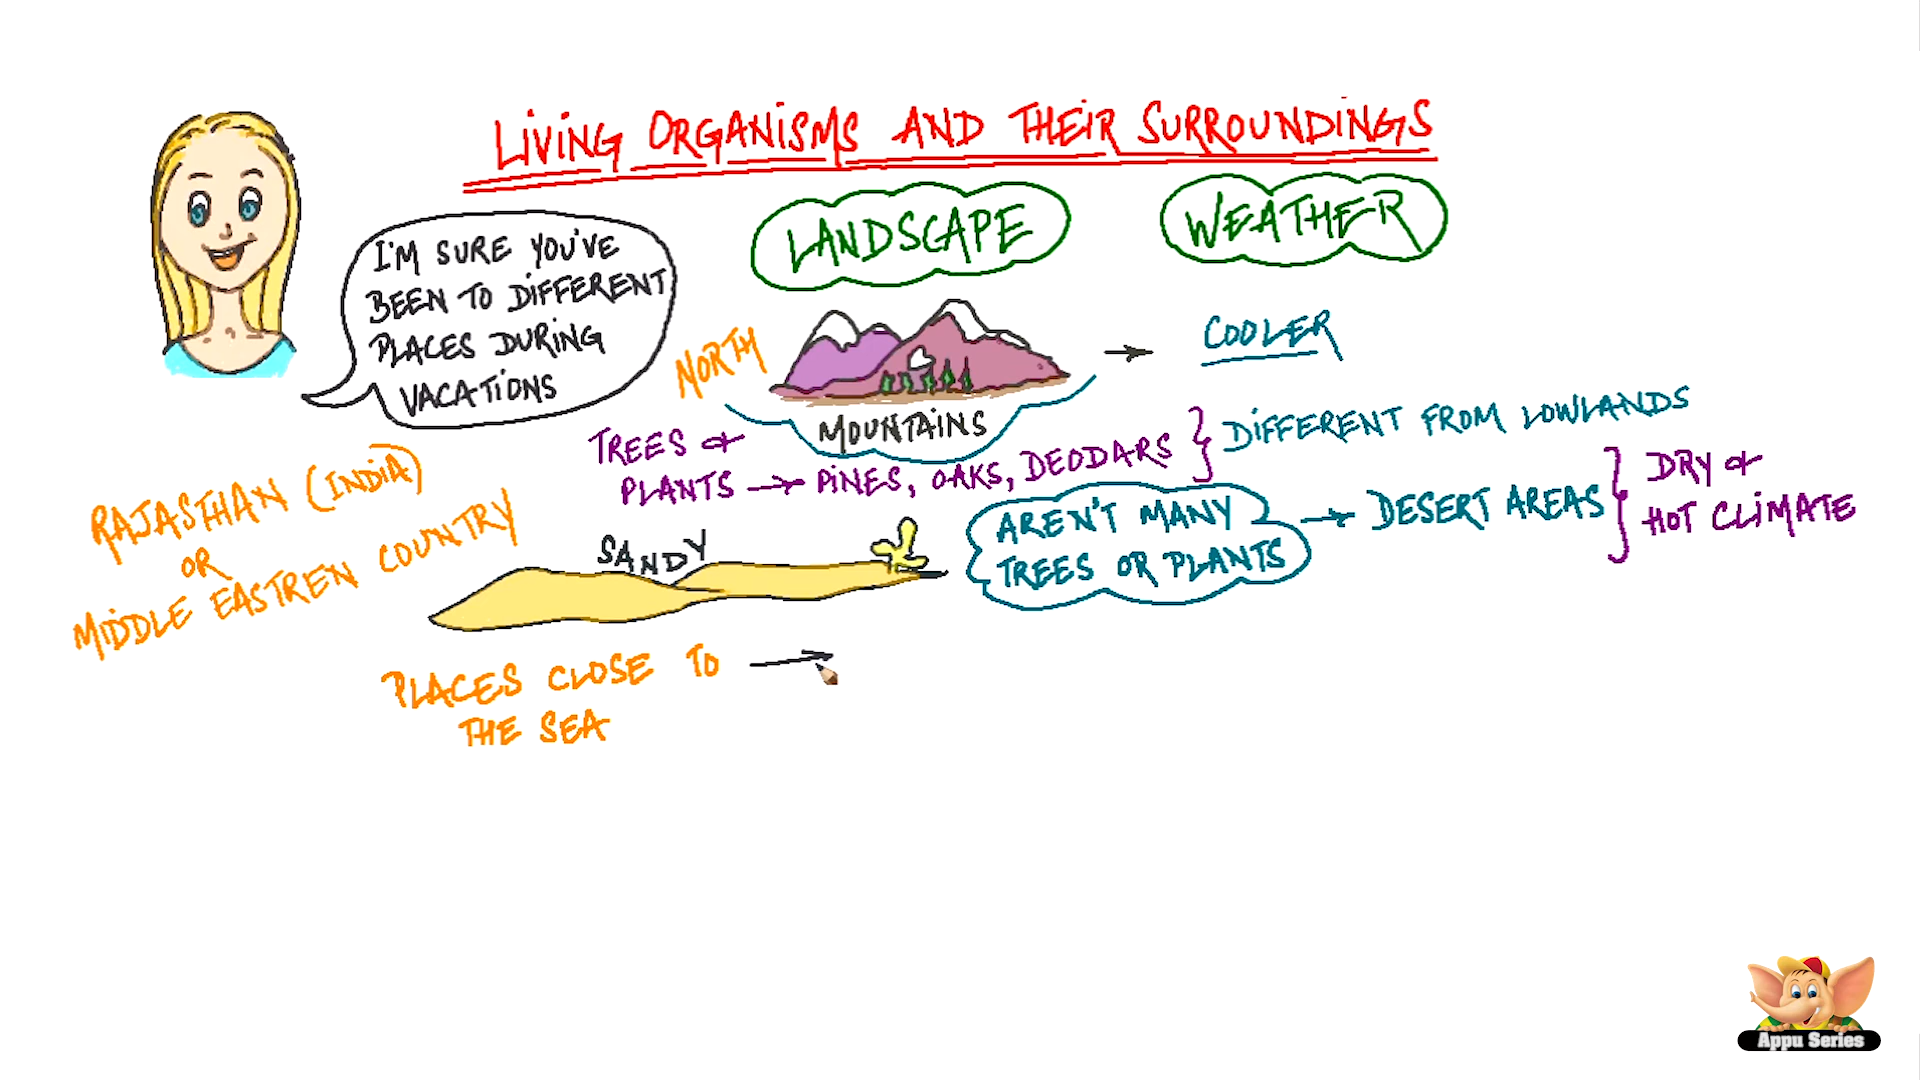 LIVING ORGANISMS AND THEIR SURROUNDINGS
I'M SURE YOU'VE
BEEN TO DIFFERENT
PLACES DURING
VACATIONS
LANDSCAPE
WEATHER
NORTH
COOLER
MOUNTAINS
TREES &
PLANTS → PINES, OAKS, DEODARS
DIFFERENT FROM LOWLANDS
RAJASTHAN (INDIA)
OR
MIDDLE EASTREN COUNTRY
SANDY
AREN'T MANY
TREES OR PLANTS
DESERT AREAS
DRY &
HOT CLIMATE
PLACES CLOSE TO
THE SEA
Appu Series